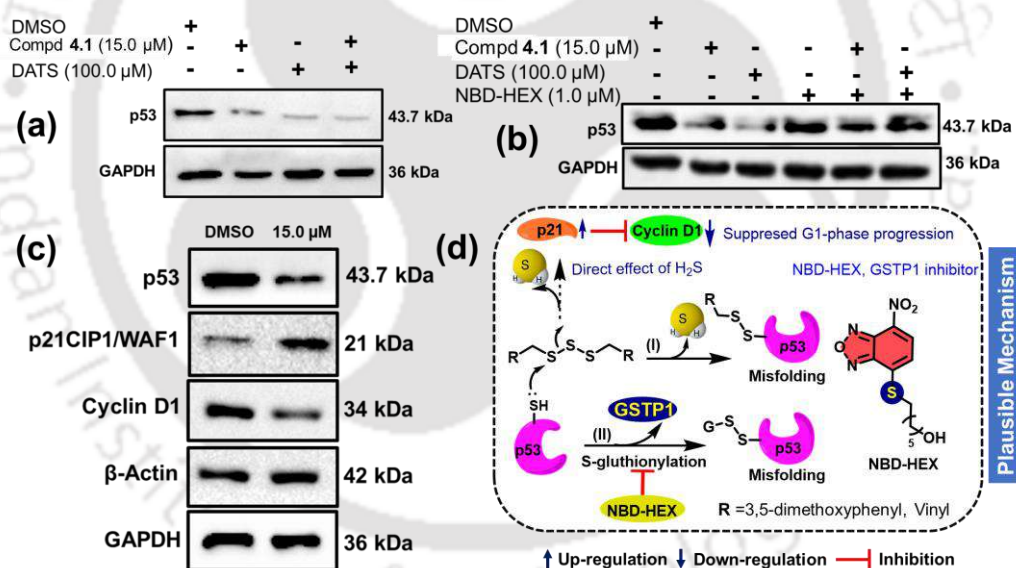 DMSO + - - -
Compd 4.1 (15.0 μM) - + - +
DATS (100.0 μM) - - + +
(a)
p53
43.7 kDa
GAPDH
36 kDa
DMSO + - - - - -
Compd 4.1 (15.0 μM) - + - - + -
DATS (100.0 μM) - - + - - +
NBD-HEX (1.0 μM) - - - + + +
(b)
p53
43.7 kDa
GAPDH
36 kDa
(c)
DMSO 15.0 μM
p53
43.7 kDa
p21CIP1/WAF1
21 kDa
Cyclin D1
34 kDa
β-Actin
42 kDa
GAPDH
36 kDa
(d)
p21
Cyclin D1
Suppresed G1-phase progression
S
H H
Direct effect of H2S
NBD-HEX, GSTP1 inhibitor
R S S S R
(I)
S
H H
R S S
p53
Misfolding
SH
p53
(II)
GSTP1
S-gluthionylation
G S S
p53
Misfolding
NBD-HEX
NO2
N O N
S
5 OH
NBD-HEX
R =3,5-dimethoxyphenyl, Vinyl
Plausible Mechanism
Up-regulation Down-regulation Inhibition